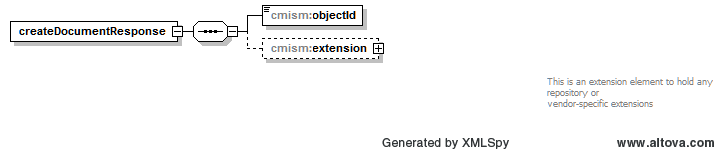 createDocumentResponse
cmism:objectId
cmism:extension
This is an extension element to hold any
repository or
vendor-specific extensions
Generated by XMLSpy
www.altova.com